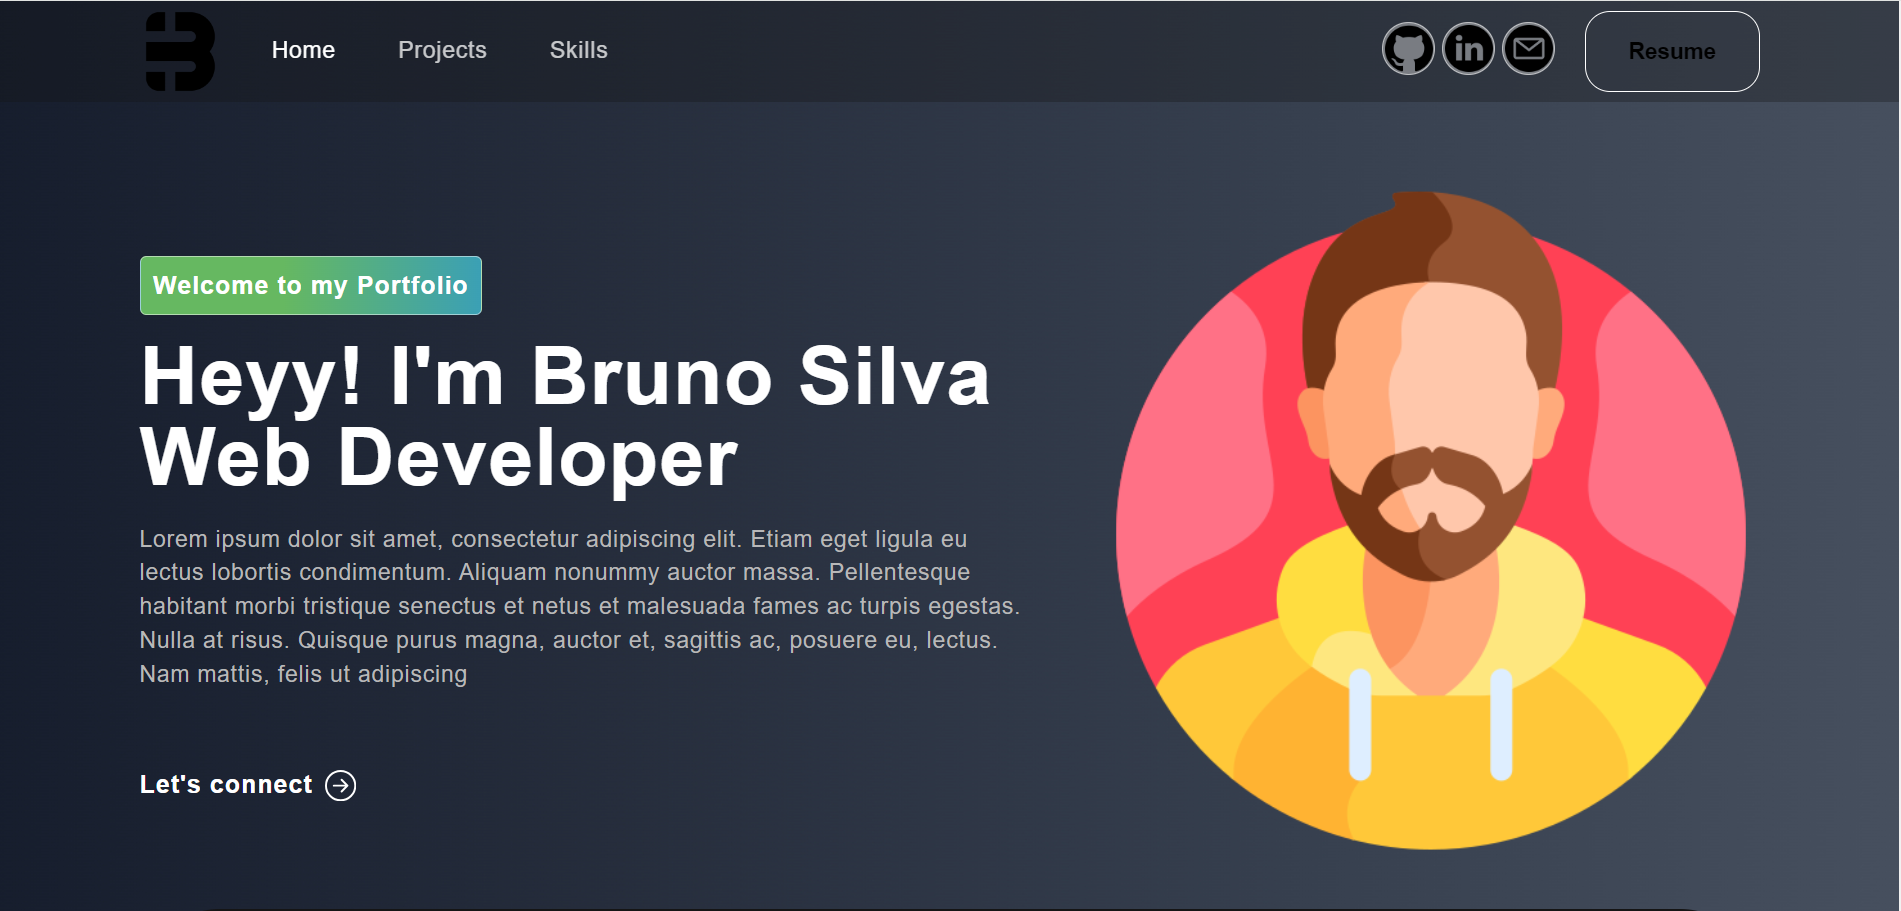 Home
Projects
Skills
in
Resume
Welcome to my Portfolio
Heyy! I'm Bruno Silva
Web Developer
Lorem ipsum dolor sit amet, consectetur adipiscing elit. Etiam eget ligula eu
lectus lobortis condimentum. Aliquam nonummy auctor massa. Pellentesque
habitant morbi tristique senectus et netus et malesuada fames ac turpis egestas.
Nulla at risus. Quisque purus magna, auctor et, sagittis ac, posuere eu, lectus.
Nam mattis, felis ut adipiscing
Let's connect